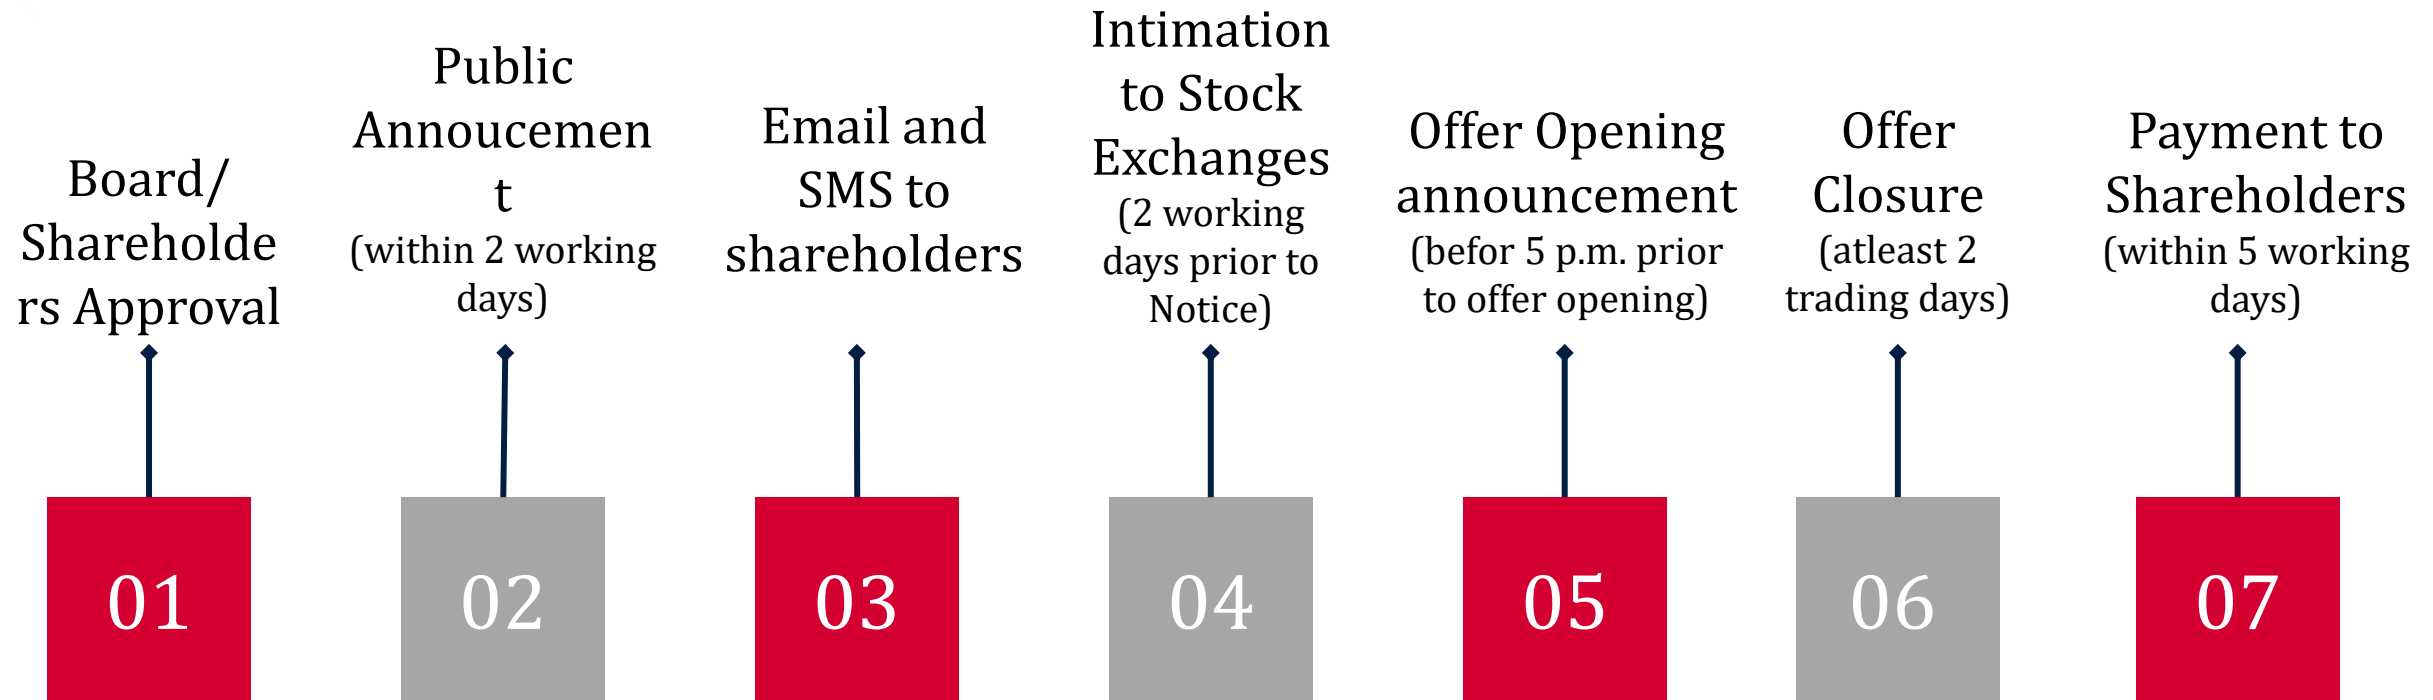 Board/
Shareholde
rs Approval
01
Public
Annoucemen
t
(within 2 working
days)
02
Email and
SMS to
shareholders
03
Intimation
to Stock
Exchanges
(2 working
days prior to
Notice)
04
Offer Opening
announcement
(befor 5 p.m. prior
to offer opening)
05
Offer
Closure
(atleast 2
trading days)
06
Payment to
Shareholders
(within 5 working
days)
07